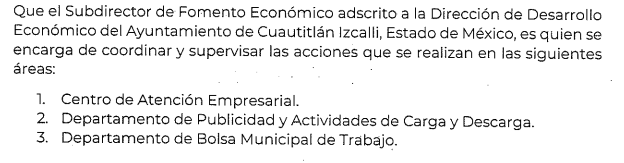 Que el Subdirector de Fomento Económico adscrito a la Dirección de Desarrollo
Económico del Ayuntamiento de Cuautitlán Izcalli, Estado de México, es quien se
encarga de coordinar y supervisar las acciones que se realizan en las siguientes
áreas:
1. Centro de Atención Empresarial.
2. Departamento de Publicidad y Actividades de Carga y Descarga.
3. Departamento de Bolsa Municipal de Trabajo.